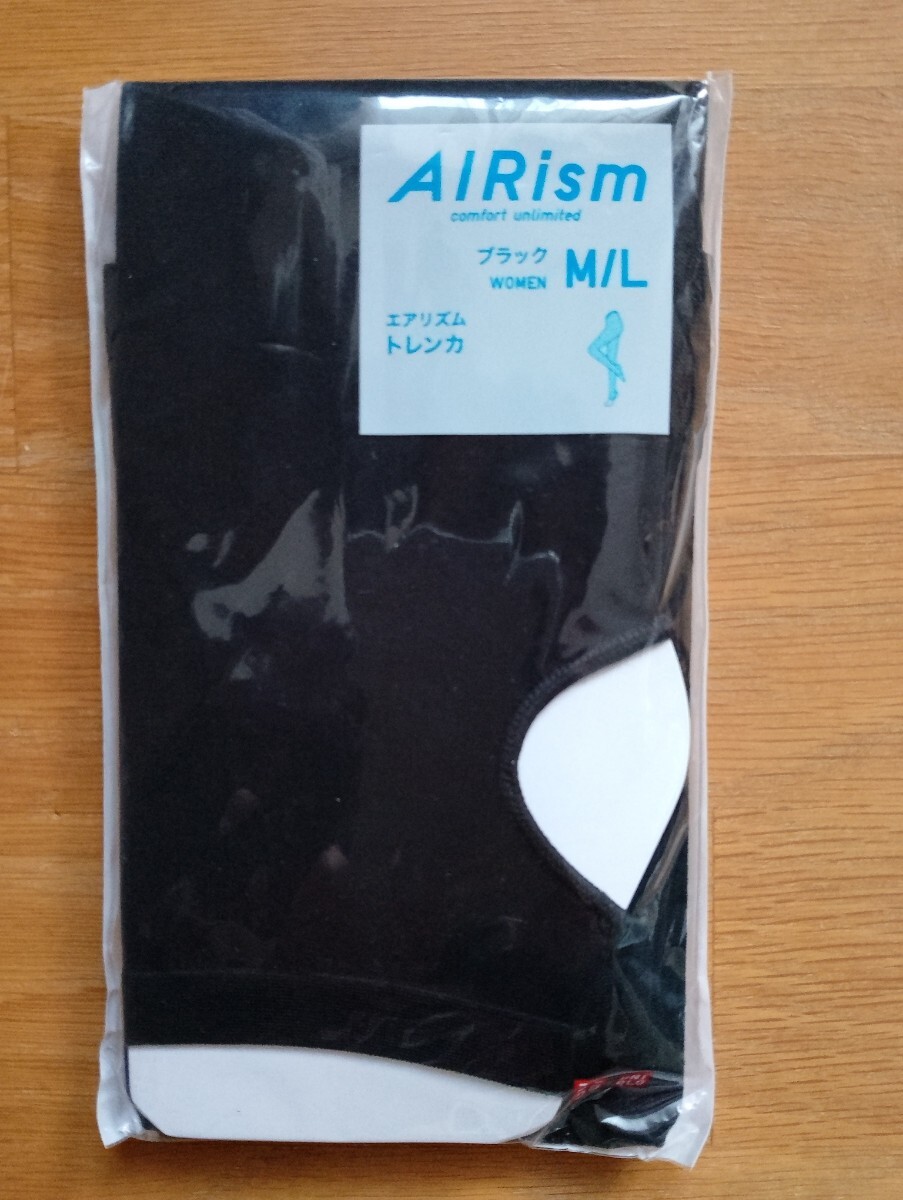 AIRism
comfort unlimited
ブラック
WOMEN M/L
エアリズム
トレンカ